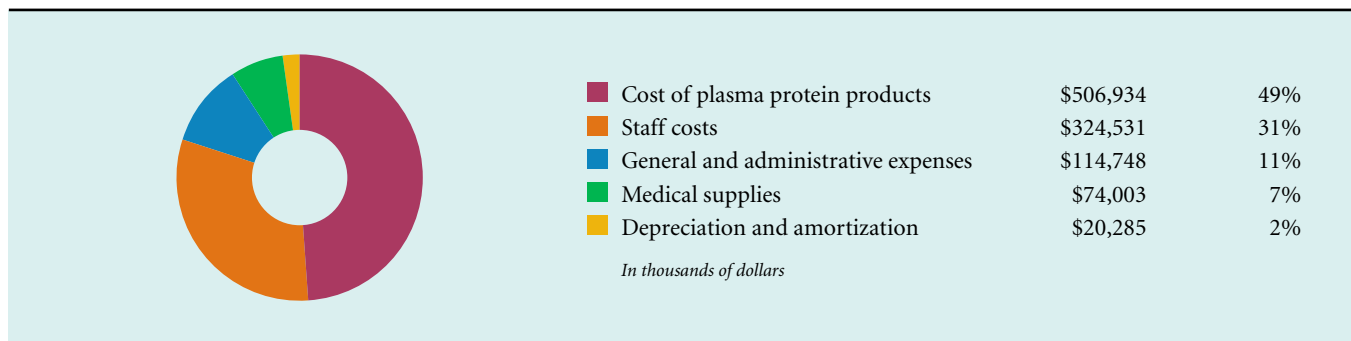 Cost of plasma protein products $506,934 49%
Staff costs $324,531 31%
General and administrative expenses $114,748 11%
Medical supplies $74,003 7%
Depreciation and amortization $20,285 2%
In thousands of dollars